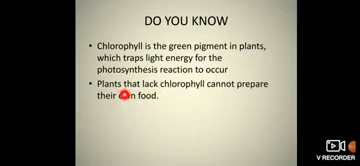 DO YOU KNOW
• Chlorophyll is the green pigment in plants,
which traps light energy for the
photosynthesis reaction to occur
• Plants that lack chlorophyll cannot prepare
their own food.
V RECORDER